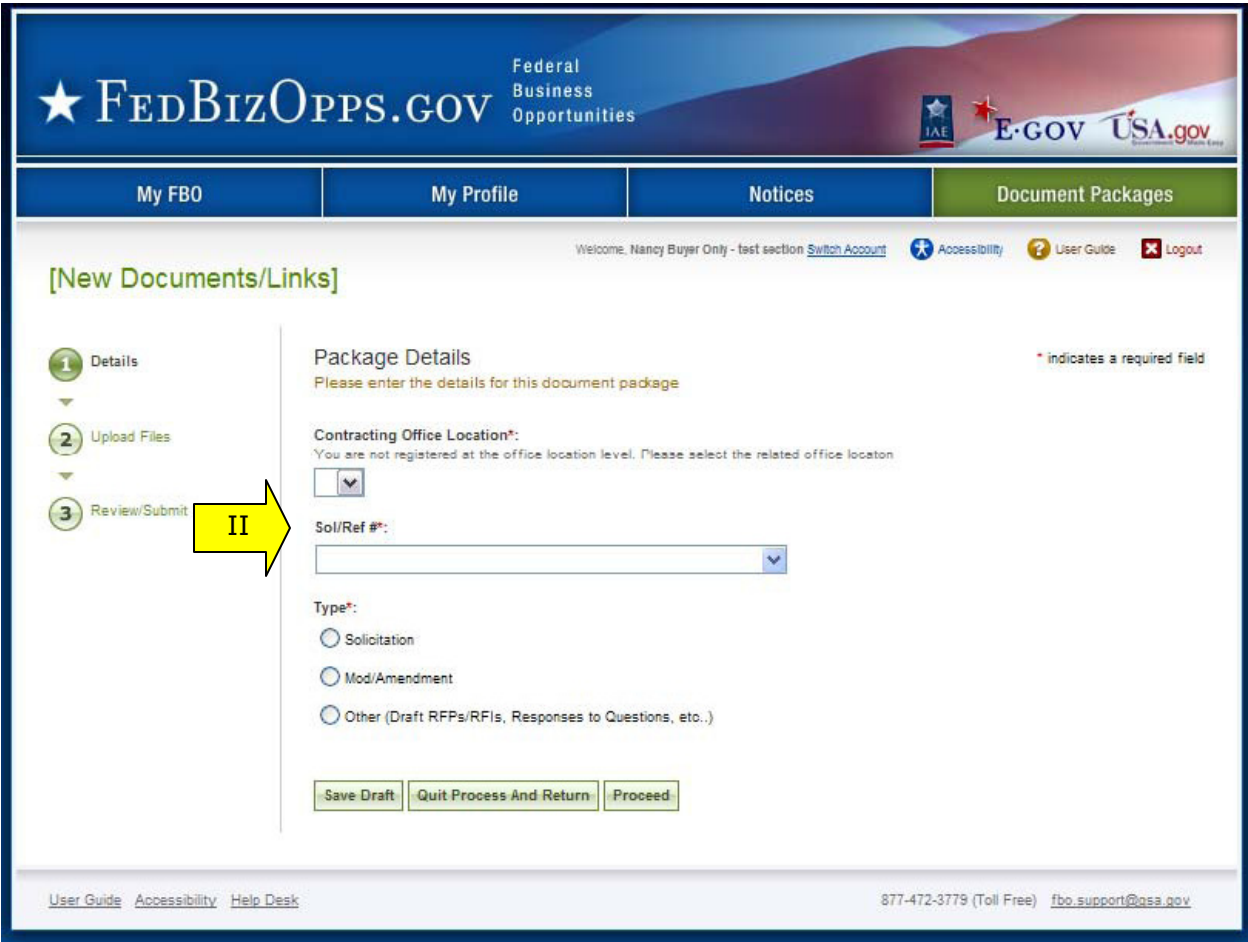 ★ FEDBIZOPPS.GOV
Federal
Business
Opportunities
IAE
E·GOV
USA.gov
My FBO
My Profile
Notices
Document Packages
Welcome, Nancy Buyer Only - test section Switch Account
Accessibility
User Guide
Logout
[New Documents/Links]
1 Details
2 Upload Files
3 Review/Submit
Package Details
* indicates a required field
Please enter the details for this document package
Contracting Office Location*:
You are not registered at the office location level. Please select the related office locaton
II
Sol/Ref #*:
Type*:
Solicitation
Mod/Amendment
Other (Draft RFPs/RFIs, Responses to Questions, etc..)
Save Draft
Quit Process And Return
Proceed
User Guide Accessibility Help Desk
877-472-3779 (Toll Free) fbo.support@gsa.gov